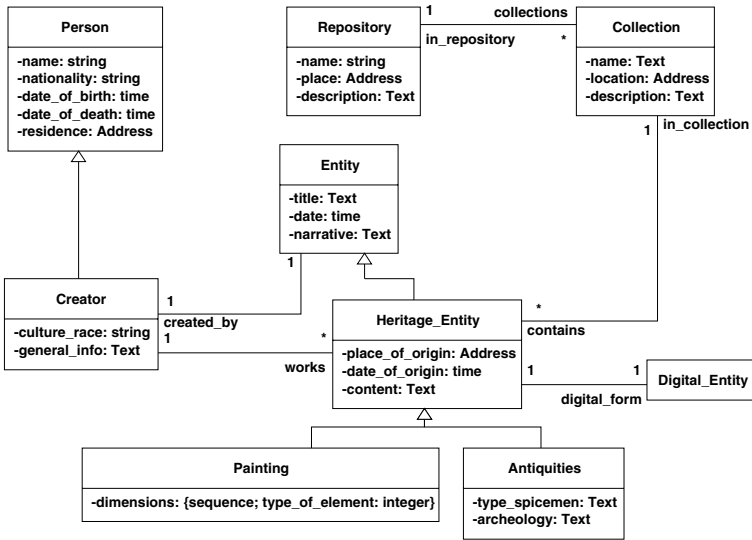 Person
-name: string
-nationality: string
-date_of_birth: time
-date_of_death: time
-residence: Address
Repository
-name: string
-place: Address
-description: Text
1
collections
in_repository
*
Collection
-name: Text
-location: Address
-description: Text
1
in_collection
Entity
-title: Text
-date: time
-narrative: Text
1
Creator
-culture_race: string
-general_info: Text
1
created_by
1
*
works
Heritage_Entity
-place_of_origin: Address
-date_of_origin: time
-content: Text
*
contains
1
1
digital_form
Digital_Entity
Painting
-dimensions: {sequence; type_of_element: integer}
Antiquities
-type_spicemen: Text
-archeology: Text